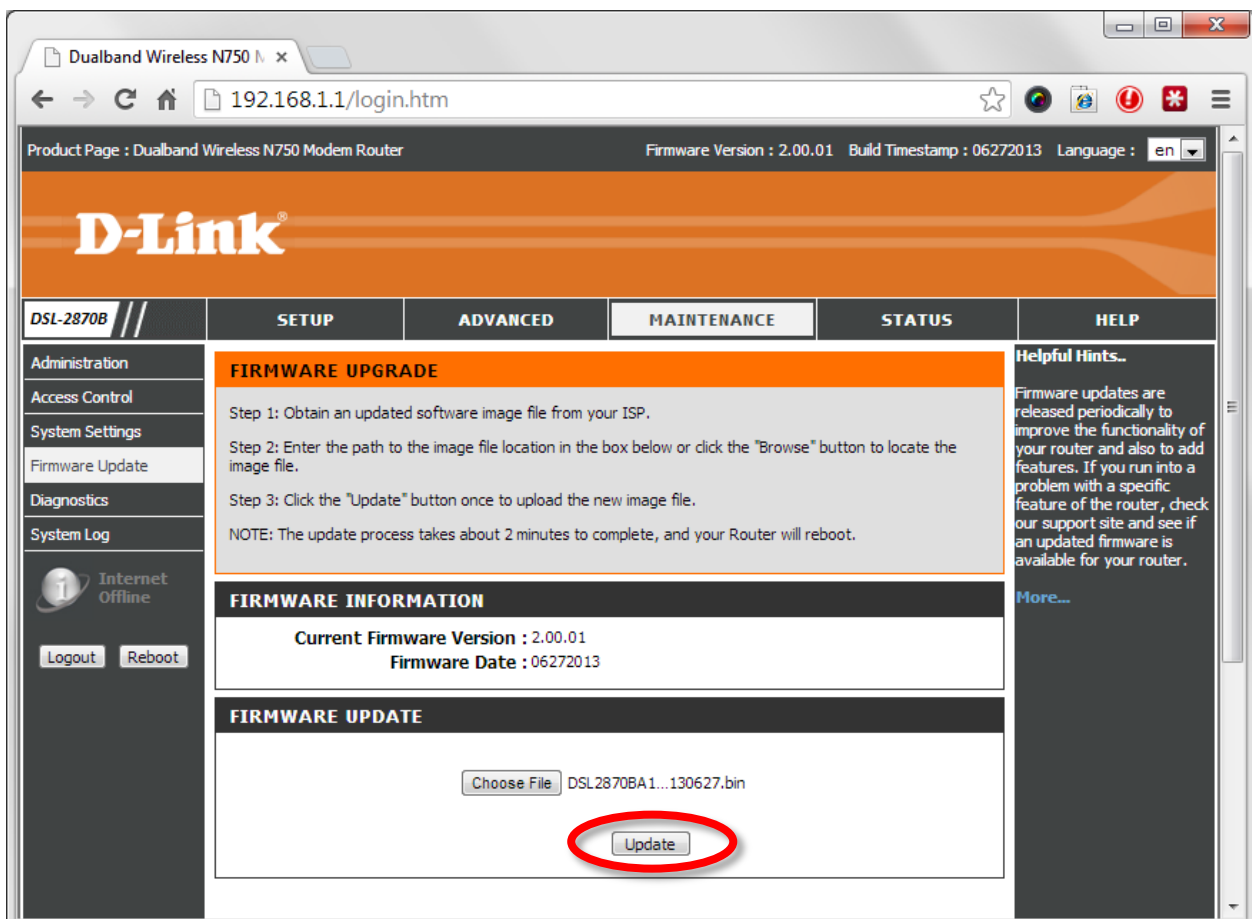 Dualband Wireless N750 M
192.168.1.1/login.htm
Product Page : Dualband Wireless N750 Modem Router
Firmware Version : 2.00.01 Build Timestamp : 06272013 Language : en
D-Link®
DSL-2870B
SETUP
ADVANCED
MAINTENANCE
STATUS
HELP
Administration
Access Control
System Settings
Firmware Update
Diagnostics
System Log
Internet
Offline
Logout
Reboot
FIRMWARE UPGRADE
Step 1: Obtain an updated software image file from your ISP.
Step 2: Enter the path to the image file location in the box below or click the "Browse" button to locate the
image file.
Step 3: Click the "Update" button once to upload the new image file.
NOTE: The update process takes about 2 minutes to complete, and your Router will reboot.
FIRMWARE INFORMATION
Current Firmware Version : 2.00.01
Firmware Date : 06272013
FIRMWARE UPDATE
Choose File DSL2870BA1...130627.bin
Update
Helpful Hints..
Firmware updates are
released periodically to
improve the functionality of
your router and also to add
features. If you run into a
problem with a specific
feature of the router, check
our support site and see if
an updated firmware is
available for your router.
More...